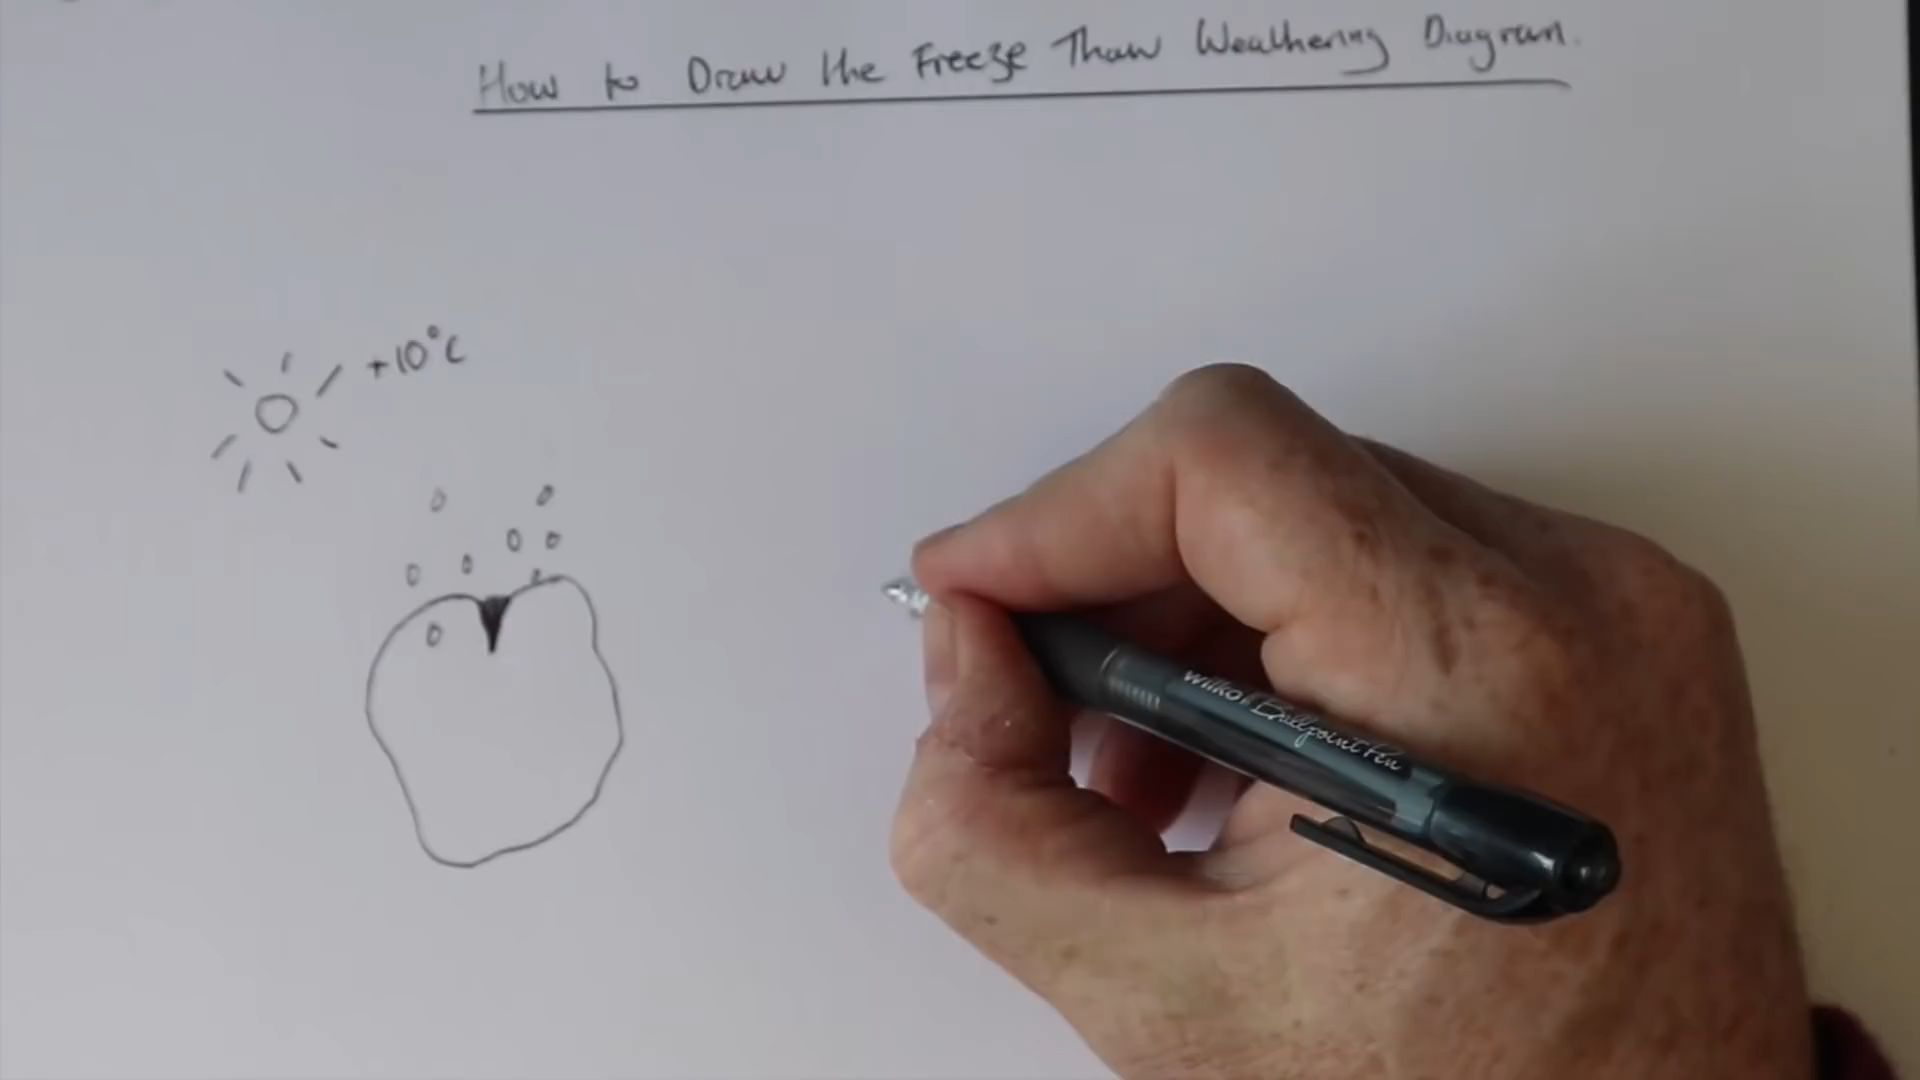 How to Draw the Freeze Thaw Weathering Diagram.
+10°C
wilko Ballpoint Pen